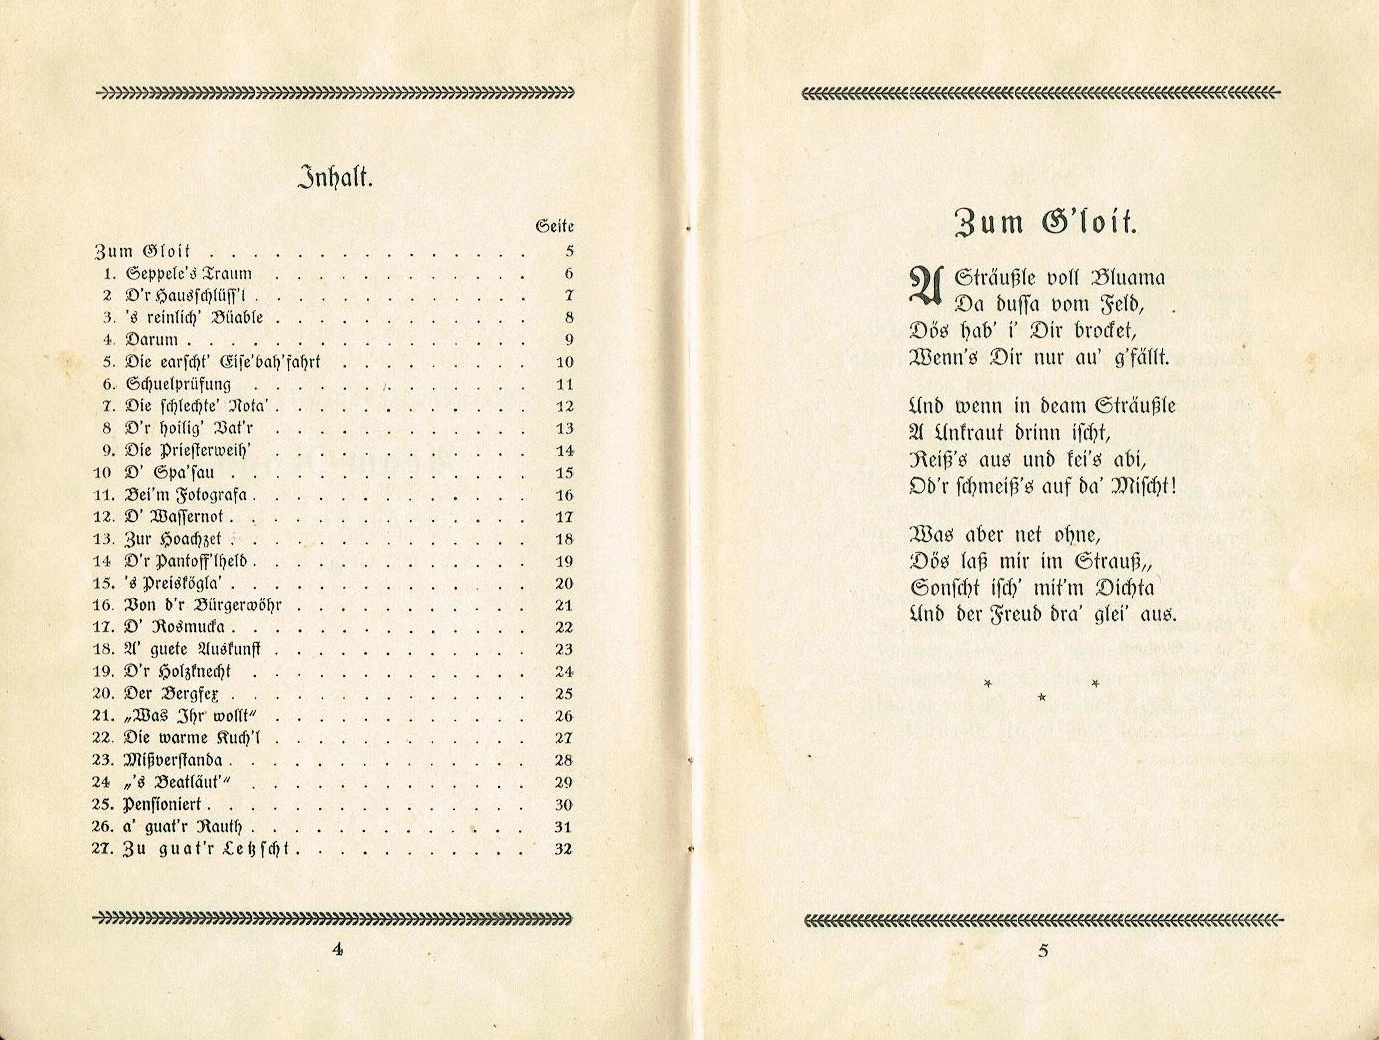 Inhalt.
Seite
Zum Gloit . . . . . . . . . . . . . . . 5
1. Seppele's Traum . . . . . . . . . . . . 6
2 D'r Hausschlüss'l . . . . . . . . . . . . . 7
3. 's reinlich' Büable . . . . . . . . . . . . 8
4. Darum . . . . . . . . . . . . . . . . 9
5. Die earscht' Eise'bah'fahrt . . . . . . . . . 10
6. Schuelprüfung . . . . . . . . . . . . . 11
7. Die schlechte' Nota' . . . . . . . . . . . . 12
8 D'r hoilig' Vat'r . . . . . . . . . . . . 13
9. Die Priesterweih' . . . . . . . . . . . . 14
10 D' Spa'sau . . . . . . . . . . . . . 15
11. Bei'm Fotografa . . . . . . . . . . . . . 16
12. D' Wassernot . . . . . . . . . . . . . . 17
13. Zur Hoachzet . . . . . . . . . . . . . . 18
14 D'r Pantoff'lheld . . . . . . . . . . . . . 19
15. 's Preiskögla' . . . . . . . . . . . . . . 20
16. Von d'r Bürgerwöhr . . . . . . . . . . . 21
17. D' Rosmucka . . . . . . . . . . . . . . 22
18. A' guete Auskunft . . . . . . . . . . . . 23
19. D'r Holzknecht . . . . . . . . . . . . . 24
20. Der Bergfex . . . . . . . . . . . . . . 25
21. „Was Ihr wollt“ . . . . . . . . . . . . 26
22. Die warme Kuch'l . . . . . . . . . . . . 27
23. Mißverstanda . . . . . . . . . . . . . . 28
24 „'s Beatläut'“ . . . . . . . . . . . . . 29
25. Pensioniert . . . . . . . . . . . . . . . 30
26. a' guat'r Rauth . . . . . . . . . . . . . 31
27. Zu guat'r Letzscht . . . . . . . . . . . 32
4
Zum G'loit.
A Sträußle voll Bluama
Da dussa vom Feld,
Dös hab' i' Dir brocket,
Wenn's Dir nur au' g'fällt.
Und wenn in deam Sträußle
A Unkraut drinn ischt,
Reiß's aus und kei's abi,
Od'r schmeiß's auf da' Mischt!
Was aber net ohne,
Dös laß mir im Strauß,,
Sonscht isch' mit'm Dichta
Und der Freud dra' glei' aus.
* * *
5